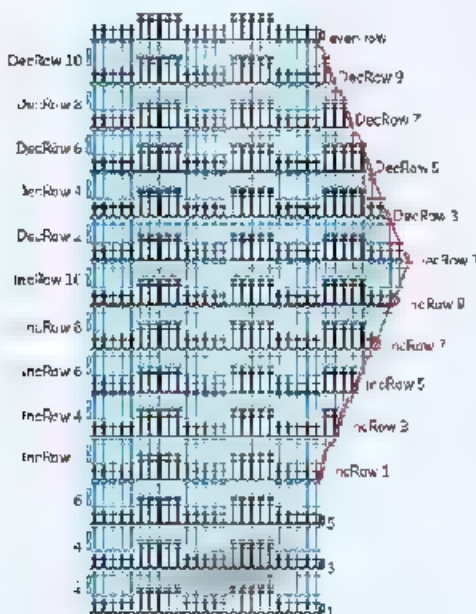 even row
DecRow 10
DecRow 9
DecRow 8
DecRow 7
DecRow 6
DecRow 5
DecRow 4
DecRow 3
DecRow 2
IncRow 10
IncRow 9
IncRow 7
IncRow 6
IncRow 5
IncRow 4
IncRow 3
IncRow
IncRow 1
6
5
4
3
1